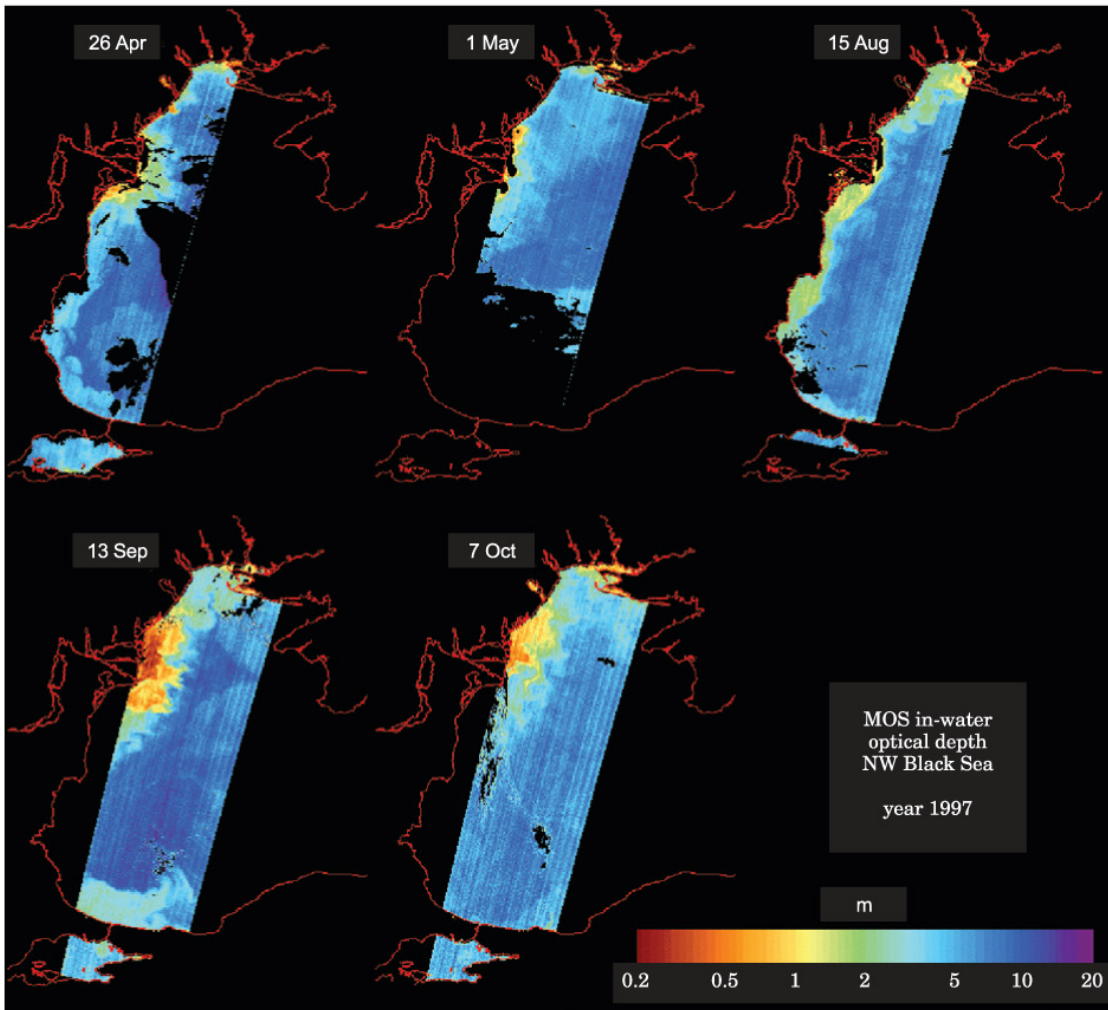 26 Apr
1 May
15 Aug
13 Sep
7 Oct
MOS in-water
optical depth
NW Black Sea
year 1997
m
0.2 0.5 1 2 5 10 20